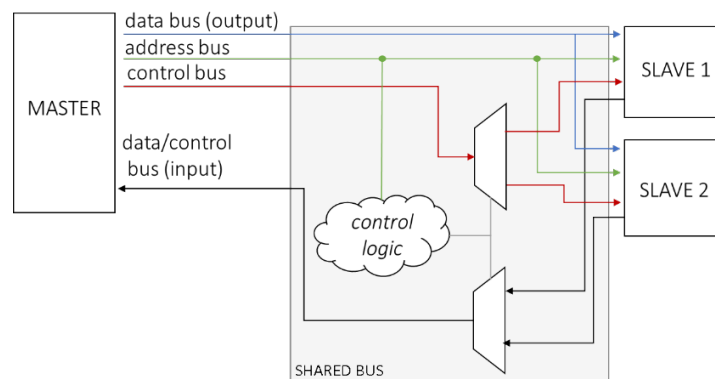 data bus (output)
address bus
control bus
MASTER
data/control
bus (input)
control
logic
SLAVE 1
SLAVE 2
SHARED BUS